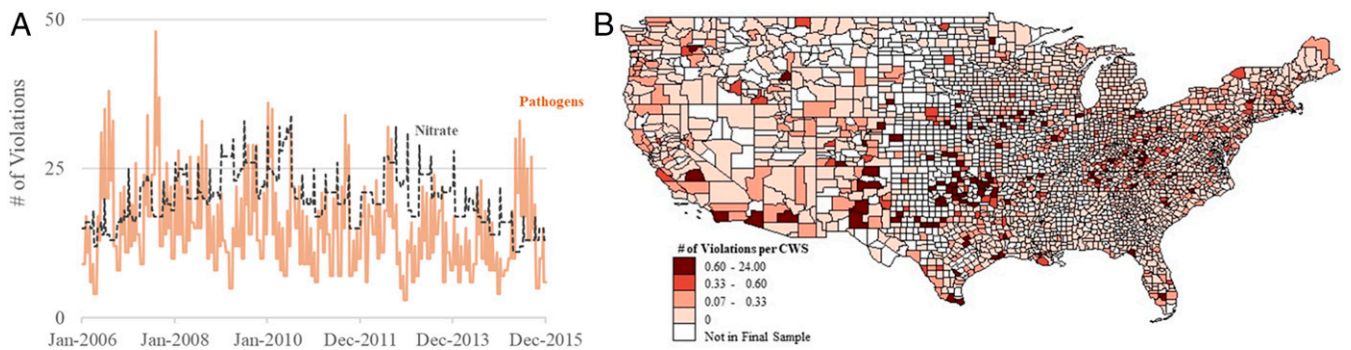 A
50
# of Violations
Pathogens
Nitrate
25
0
Jan-2006
Jan-2008
Jan-2010
Dec-2011
Dec-2013
Dec-2015
B
# of Violations per CWS
0.60 - 24.00
0.33 - 0.60
0.07 - 0.33
0
Not in Final Sample